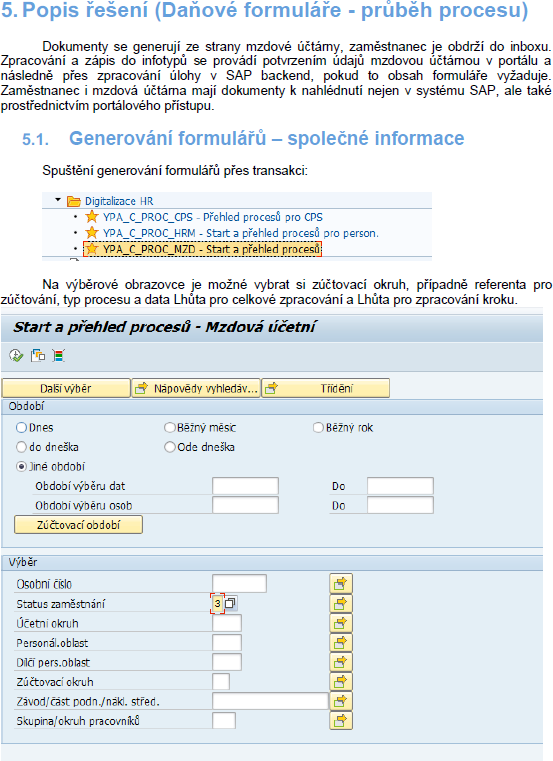 5. Popis řešení (Daňové formuláře - průběh procesu)
Dokumenty se generují ze strany mzdové účtárny, zaměstnanec je obdrží do inboxu.
Zpracování a zápis do infotypů se provádí potvrzením údajů mzdovou účtárnou v portálu a
následně přes zpracování úlohy v SAP backend, pokud to obsah formuláře vyžaduje.
Zaměstnanec i mzdová účtárna mají dokumenty k nahlédnutí nejen v systému SAP, ale také
prostřednictvím portálového přístupu.
5.1. Generování formulářů – společné informace
Spuštění generování formulářů přes transakci:
Digitalizace HR
YPA_C_PROC_CPS - Přehled procesů pro CPS
YPA_C_PROC_HRM - Start a přehled procesů pro person.
YPA_C_PROC_MZD - Start a přehled procesů
Na výběrové obrazovce je možné vybrat si zúčtovací okruh, případně referenta pro
zúčtování, typ procesu a data Lhůta pro celkové zpracování a Lhůta pro zpracování kroku.
Start a přehled procesů - Mzdová účetní
Další výběr Nápovědy vyhledáv... Třídění
Období
Dnes Běžný měsíc Běžný rok
do dneška Ode dneška
Jiné období
Období výběru dat Do
Období výběru osob Do
Zúčtovací období
Výběr
Osobní číslo
Status zaměstnání 3
Účetní okruh
Personál.oblast
Dílčí pers.oblast
Zúčtovací okruh
Závod/část podn./nákl. střed.
Skupina/okruh pracovníků